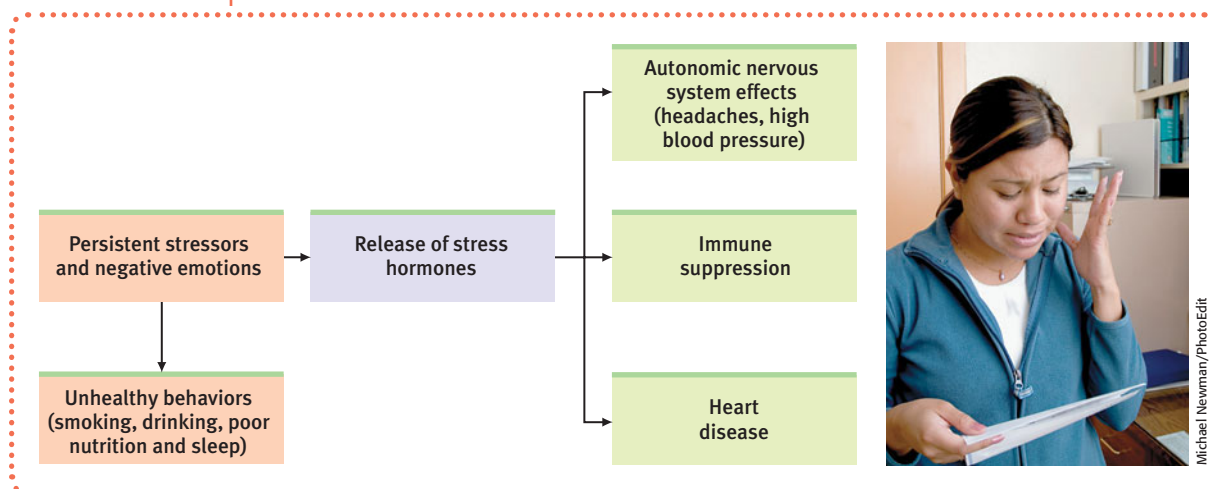 Persistent stressors
and negative emotions
Unhealthy behaviors
(smoking, drinking, poor
nutrition and sleep)
Release of stress
hormones
Autonomic nervous
system effects
(headaches, high
blood pressure)
Immune
suppression
Heart
disease
Michael Newman/PhotoEdit